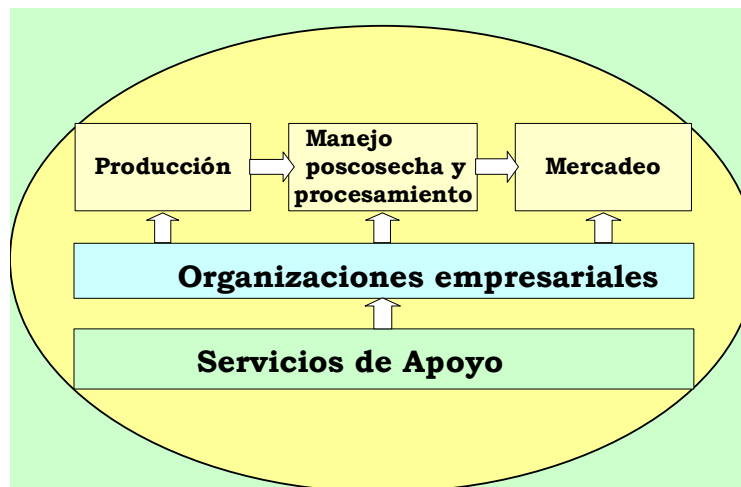 Producción
Manejo
poscosecha y
procesamiento
Mercadeo
Organizaciones empresariales
Servicios de Apoyo